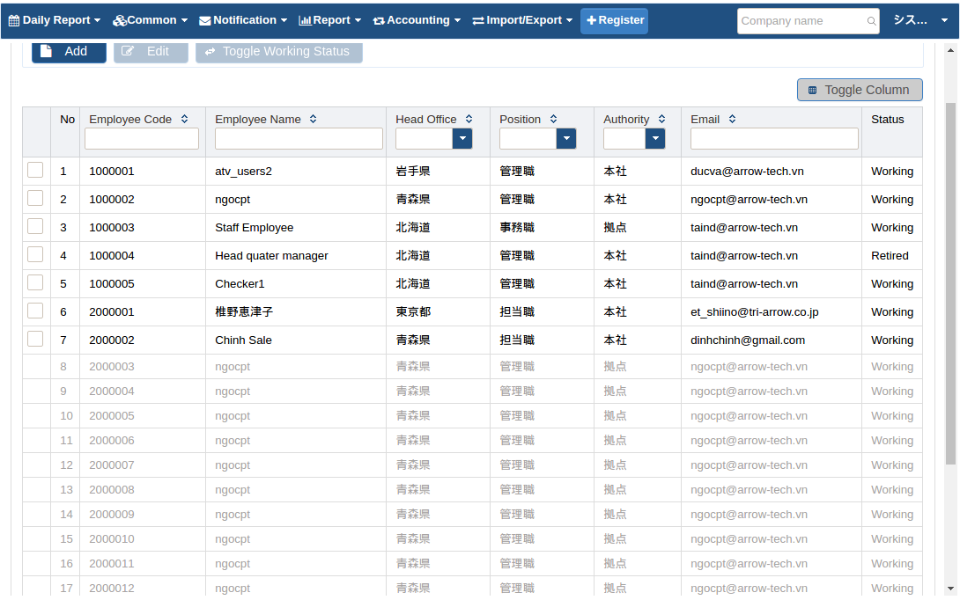 Daily Report Common Notification Report Accounting Import/Export Register Company name シス...
Add Edit Toggle Working Status
Toggle Column
No Employee Code Employee Name Head Office Position Authority Email Status
1 1000001 atv_users2 岩手県 管理職 本社 ducva@arrow-tech.vn Working
2 1000002 ngocpt 青森県 管理職 本社 ngocpt@arrow-tech.vn Working
3 1000003 Staff Employee 北海道 事務職 拠点 taind@arrow-tech.vn Working
4 1000004 Head quater manager 北海道 管理職 本社 taind@arrow-tech.vn Retired
5 1000005 Checker1 北海道 管理職 本社 taind@arrow-tech.vn Working
6 2000001 椎野恵津子 東京都 担当職 本社 et_shiino@tri-arrow.co.jp Working
7 2000002 Chinh Sale 青森県 担当職 本社 dinhchinh@gmail.com Working
8 2000003 ngocpt 青森県 管理職 拠点 ngocpt@arrow-tech.vn Working
9 2000004 ngocpt 青森県 管理職 拠点 ngocpt@arrow-tech.vn Working
10 2000005 ngocpt 青森県 管理職 拠点 ngocpt@arrow-tech.vn Working
11 2000006 ngocpt 青森県 管理職 拠点 ngocpt@arrow-tech.vn Working
12 2000007 ngocpt 青森県 管理職 拠点 ngocpt@arrow-tech.vn Working
13 2000008 ngocpt 青森県 管理職 拠点 ngocpt@arrow-tech.vn Working
14 2000009 ngocpt 青森県 管理職 拠点 ngocpt@arrow-tech.vn Working
15 2000010 ngocpt 青森県 管理職 拠点 ngocpt@arrow-tech.vn Working
16 2000011 ngocpt 青森県 管理職 拠点 ngocpt@arrow-tech.vn Working
17 2000012 ngocpt 青森県 管理職 拠点 ngocpt@arrow-tech.vn Working